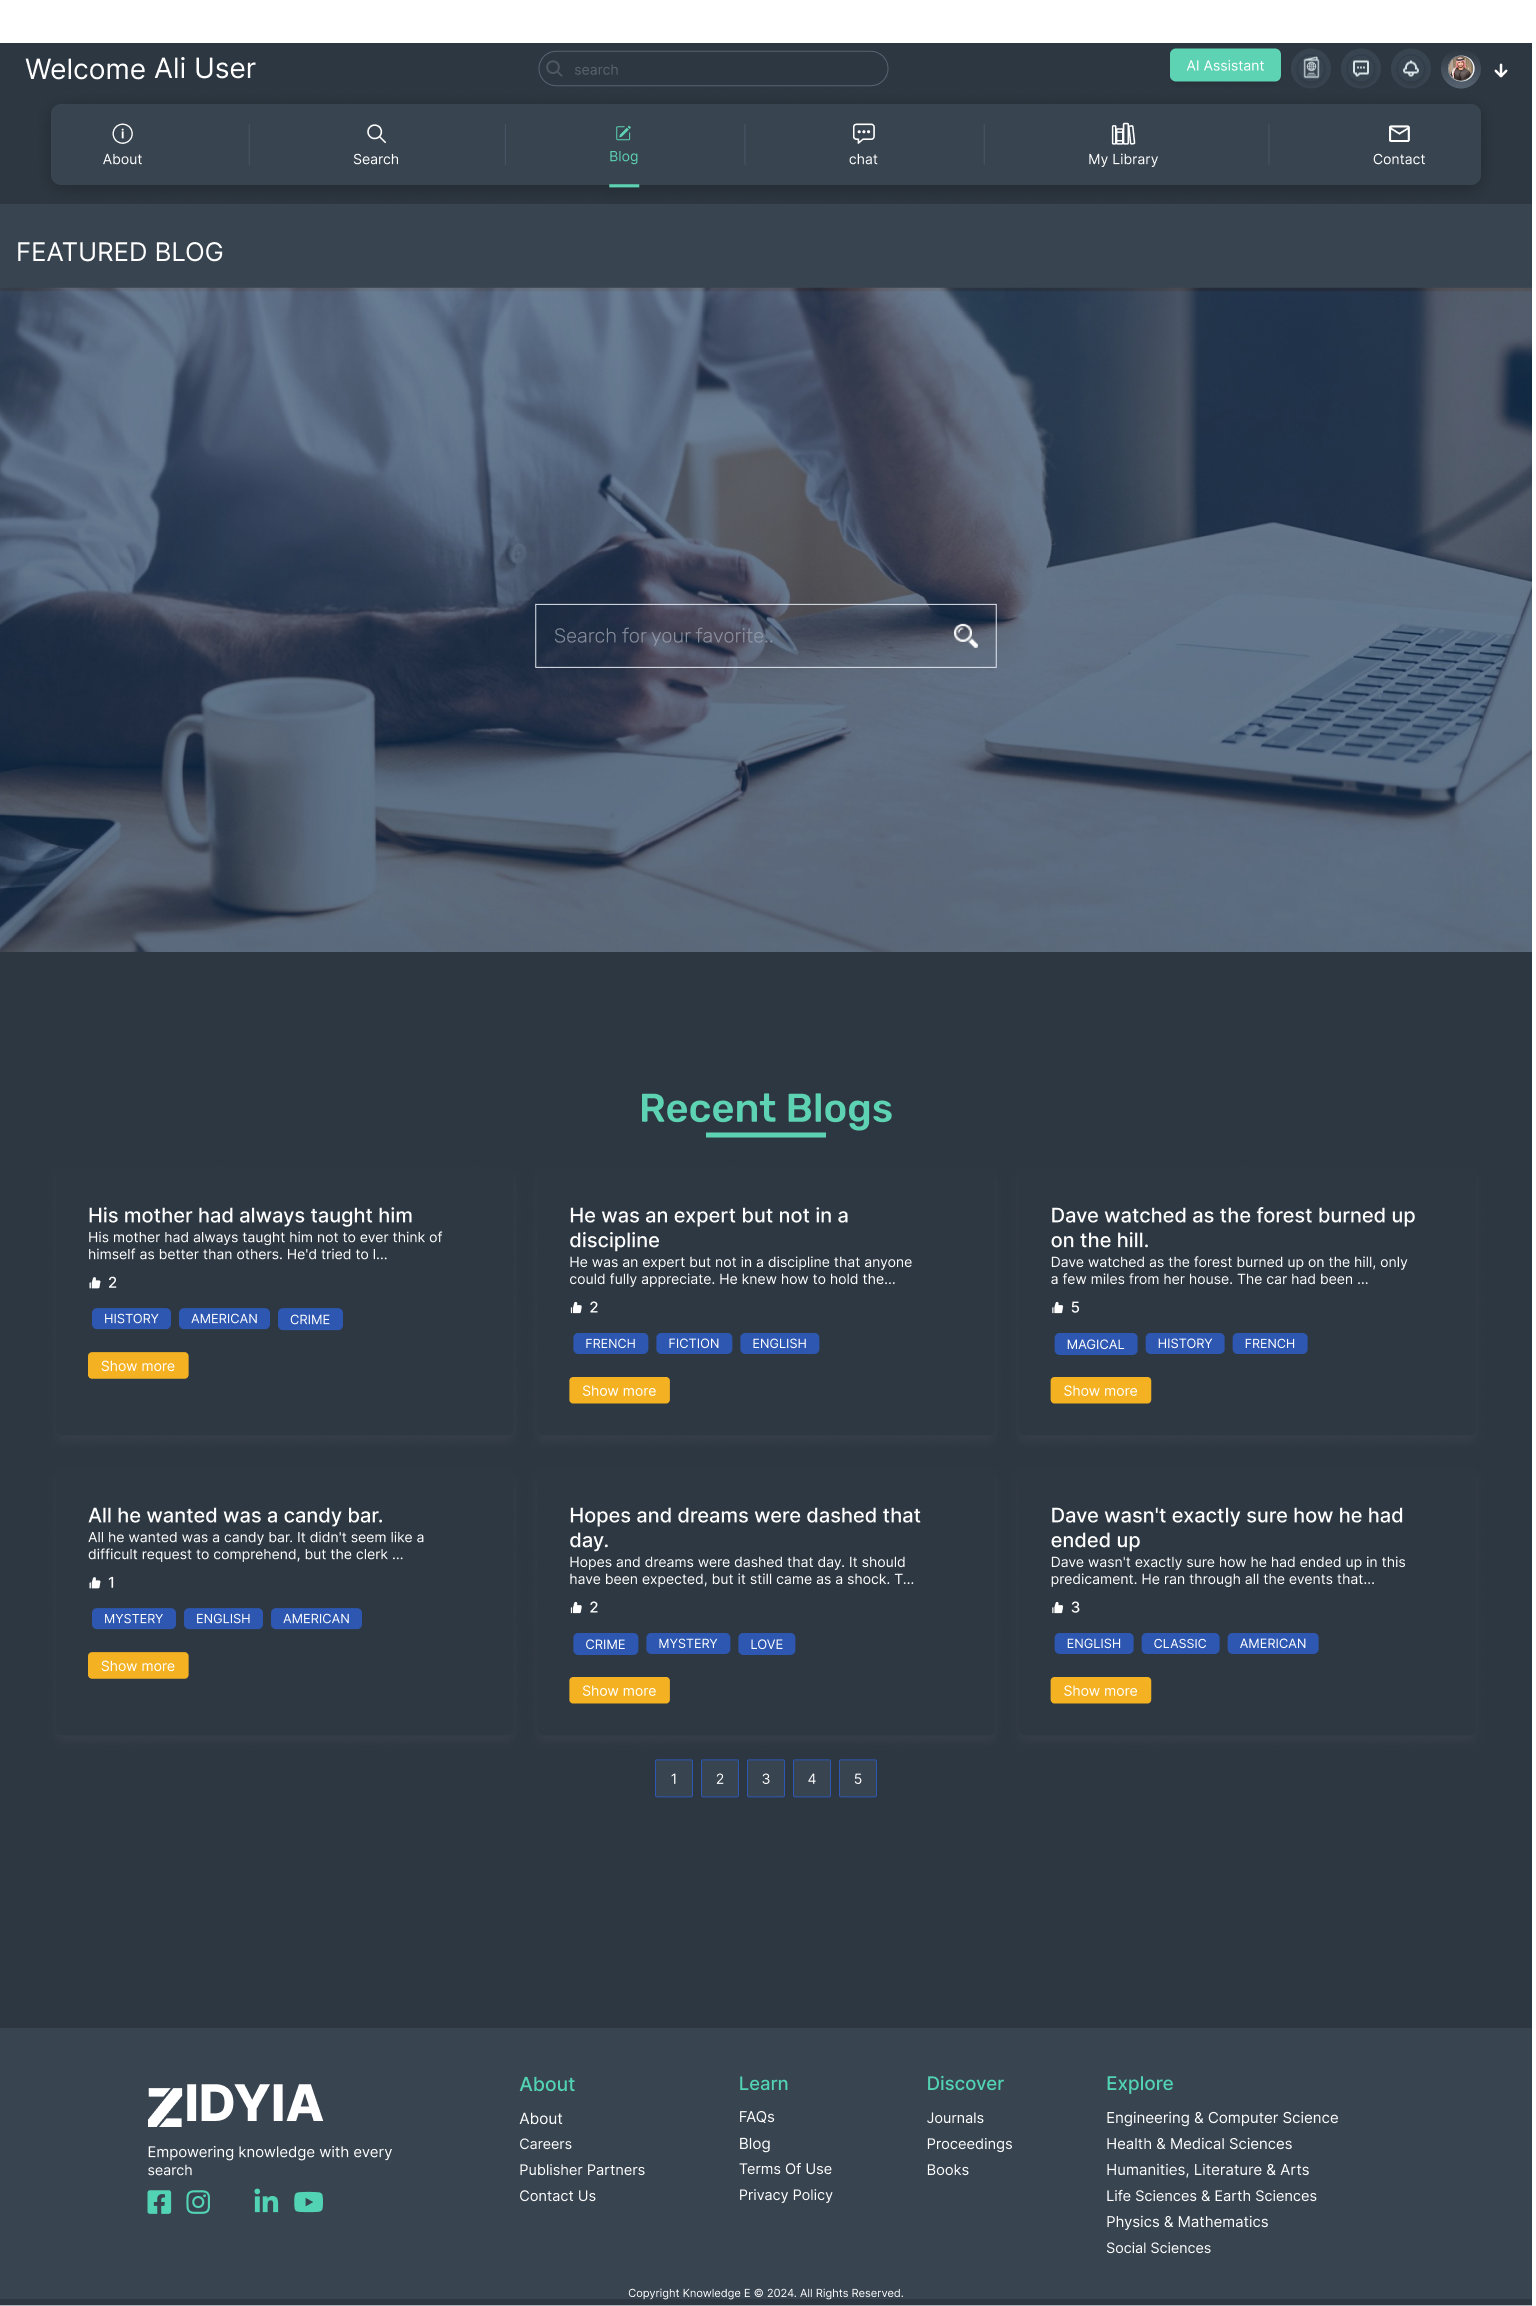 Welcome Ali User
search
AI Assistant
About
Search
Blog
chat
My Library
Contact
FEATURED BLOG
Search for your favorite..
Recent Blogs
His mother had always taught him
His mother had always taught him not to ever think of
himself as better than others. He'd tried to l...
2
HISTORY AMERICAN CRIME
Show more
He was an expert but not in a
discipline
He was an expert but not in a discipline that anyone
could fully appreciate. He knew how to hold the...
2
FRENCH FICTION ENGLISH
Show more
Dave watched as the forest burned up
on the hill.
Dave watched as the forest burned up on the hill, only
a few miles from her house. The car had been ...
5
MAGICAL HISTORY FRENCH
Show more
All he wanted was a candy bar.
All he wanted was a candy bar. It didn't seem like a
difficult request to comprehend, but the clerk ...
1
MYSTERY ENGLISH AMERICAN
Show more
Hopes and dreams were dashed that
day.
Hopes and dreams were dashed that day. It should
have been expected, but it still came as a shock. T...
2
CRIME MYSTERY LOVE
Show more
Dave wasn't exactly sure how he had
ended up
Dave wasn't exactly sure how he had ended up in this
predicament. He ran through all the events that...
3
ENGLISH CLASSIC AMERICAN
Show more
1 2 3 4 5
ZIDYIA
Empowering knowledge with every
search
About
About
Careers
Publisher Partners
Contact Us
Learn
FAQs
Blog
Terms Of Use
Privacy Policy
Discover
Journals
Proceedings
Books
Explore
Engineering & Computer Science
Health & Medical Sciences
Humanities, Literature & Arts
Life Sciences & Earth Sciences
Physics & Mathematics
Social Sciences
Copyright Knowledge E © 2024. All Rights Reserved.